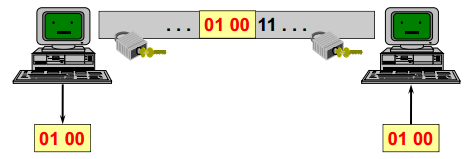 . . . 01 00 11 . . .
01 00
01 00